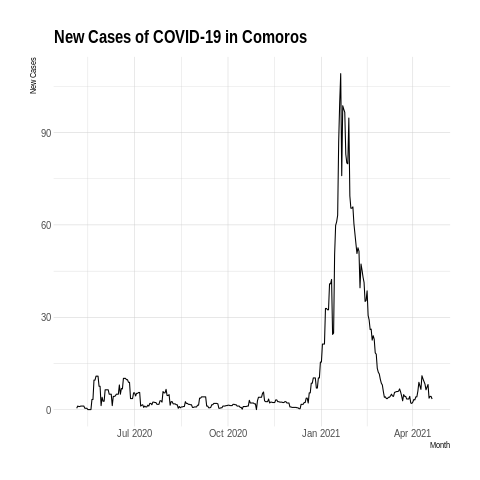 New Cases of COVID-19 in Comoros
New Cases
90
60
30
0
Jul 2020 Oct 2020 Jan 2021 Apr 2021
Month